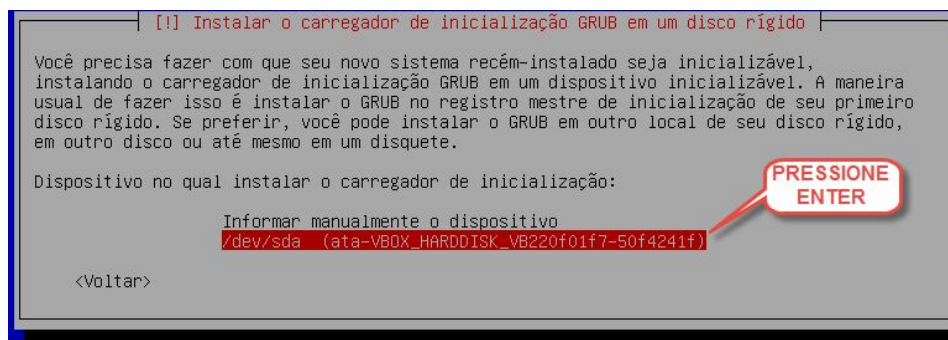 [!] Instalar o carregador de inicialização GRUB em um disco rígido
Você precisa fazer com que seu novo sistema recém-instalado seja inicializável,
instalando o carregador de inicialização GRUB em um dispositivo inicializável. A maneira
usual de fazer isso é instalar o GRUB no registro mestre de inicialização de seu primeiro
disco rígido. Se preferir, você pode instalar o GRUB em outro local de seu disco rígido,
em outro disco ou até mesmo em um disquete.
Dispositivo no qual instalar o carregador de inicialização:
PRESSIONE
ENTER
Informar manualmente o dispositivo
/dev/sda (ata-VBOX_HARDDISK_VB220f01f7-50f4241f)
<Voltar>